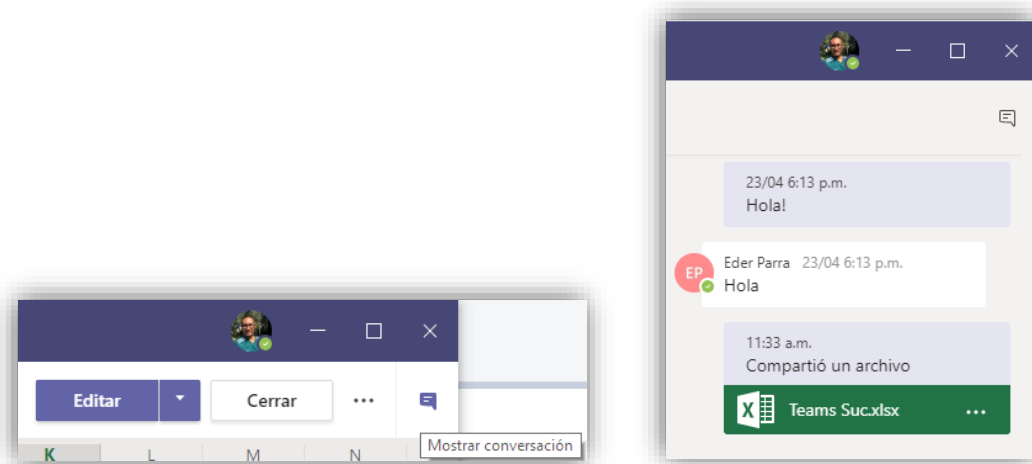 Editar
Cerrar
...
Mostrar conversación
K L M N
23/04 6:13 p.m.
Hola!
EP
Eder Parra 23/04 6:13 p.m.
Hola
11:33 a.m.
Compartió un archivo
X Teams Suc.xlsx ...